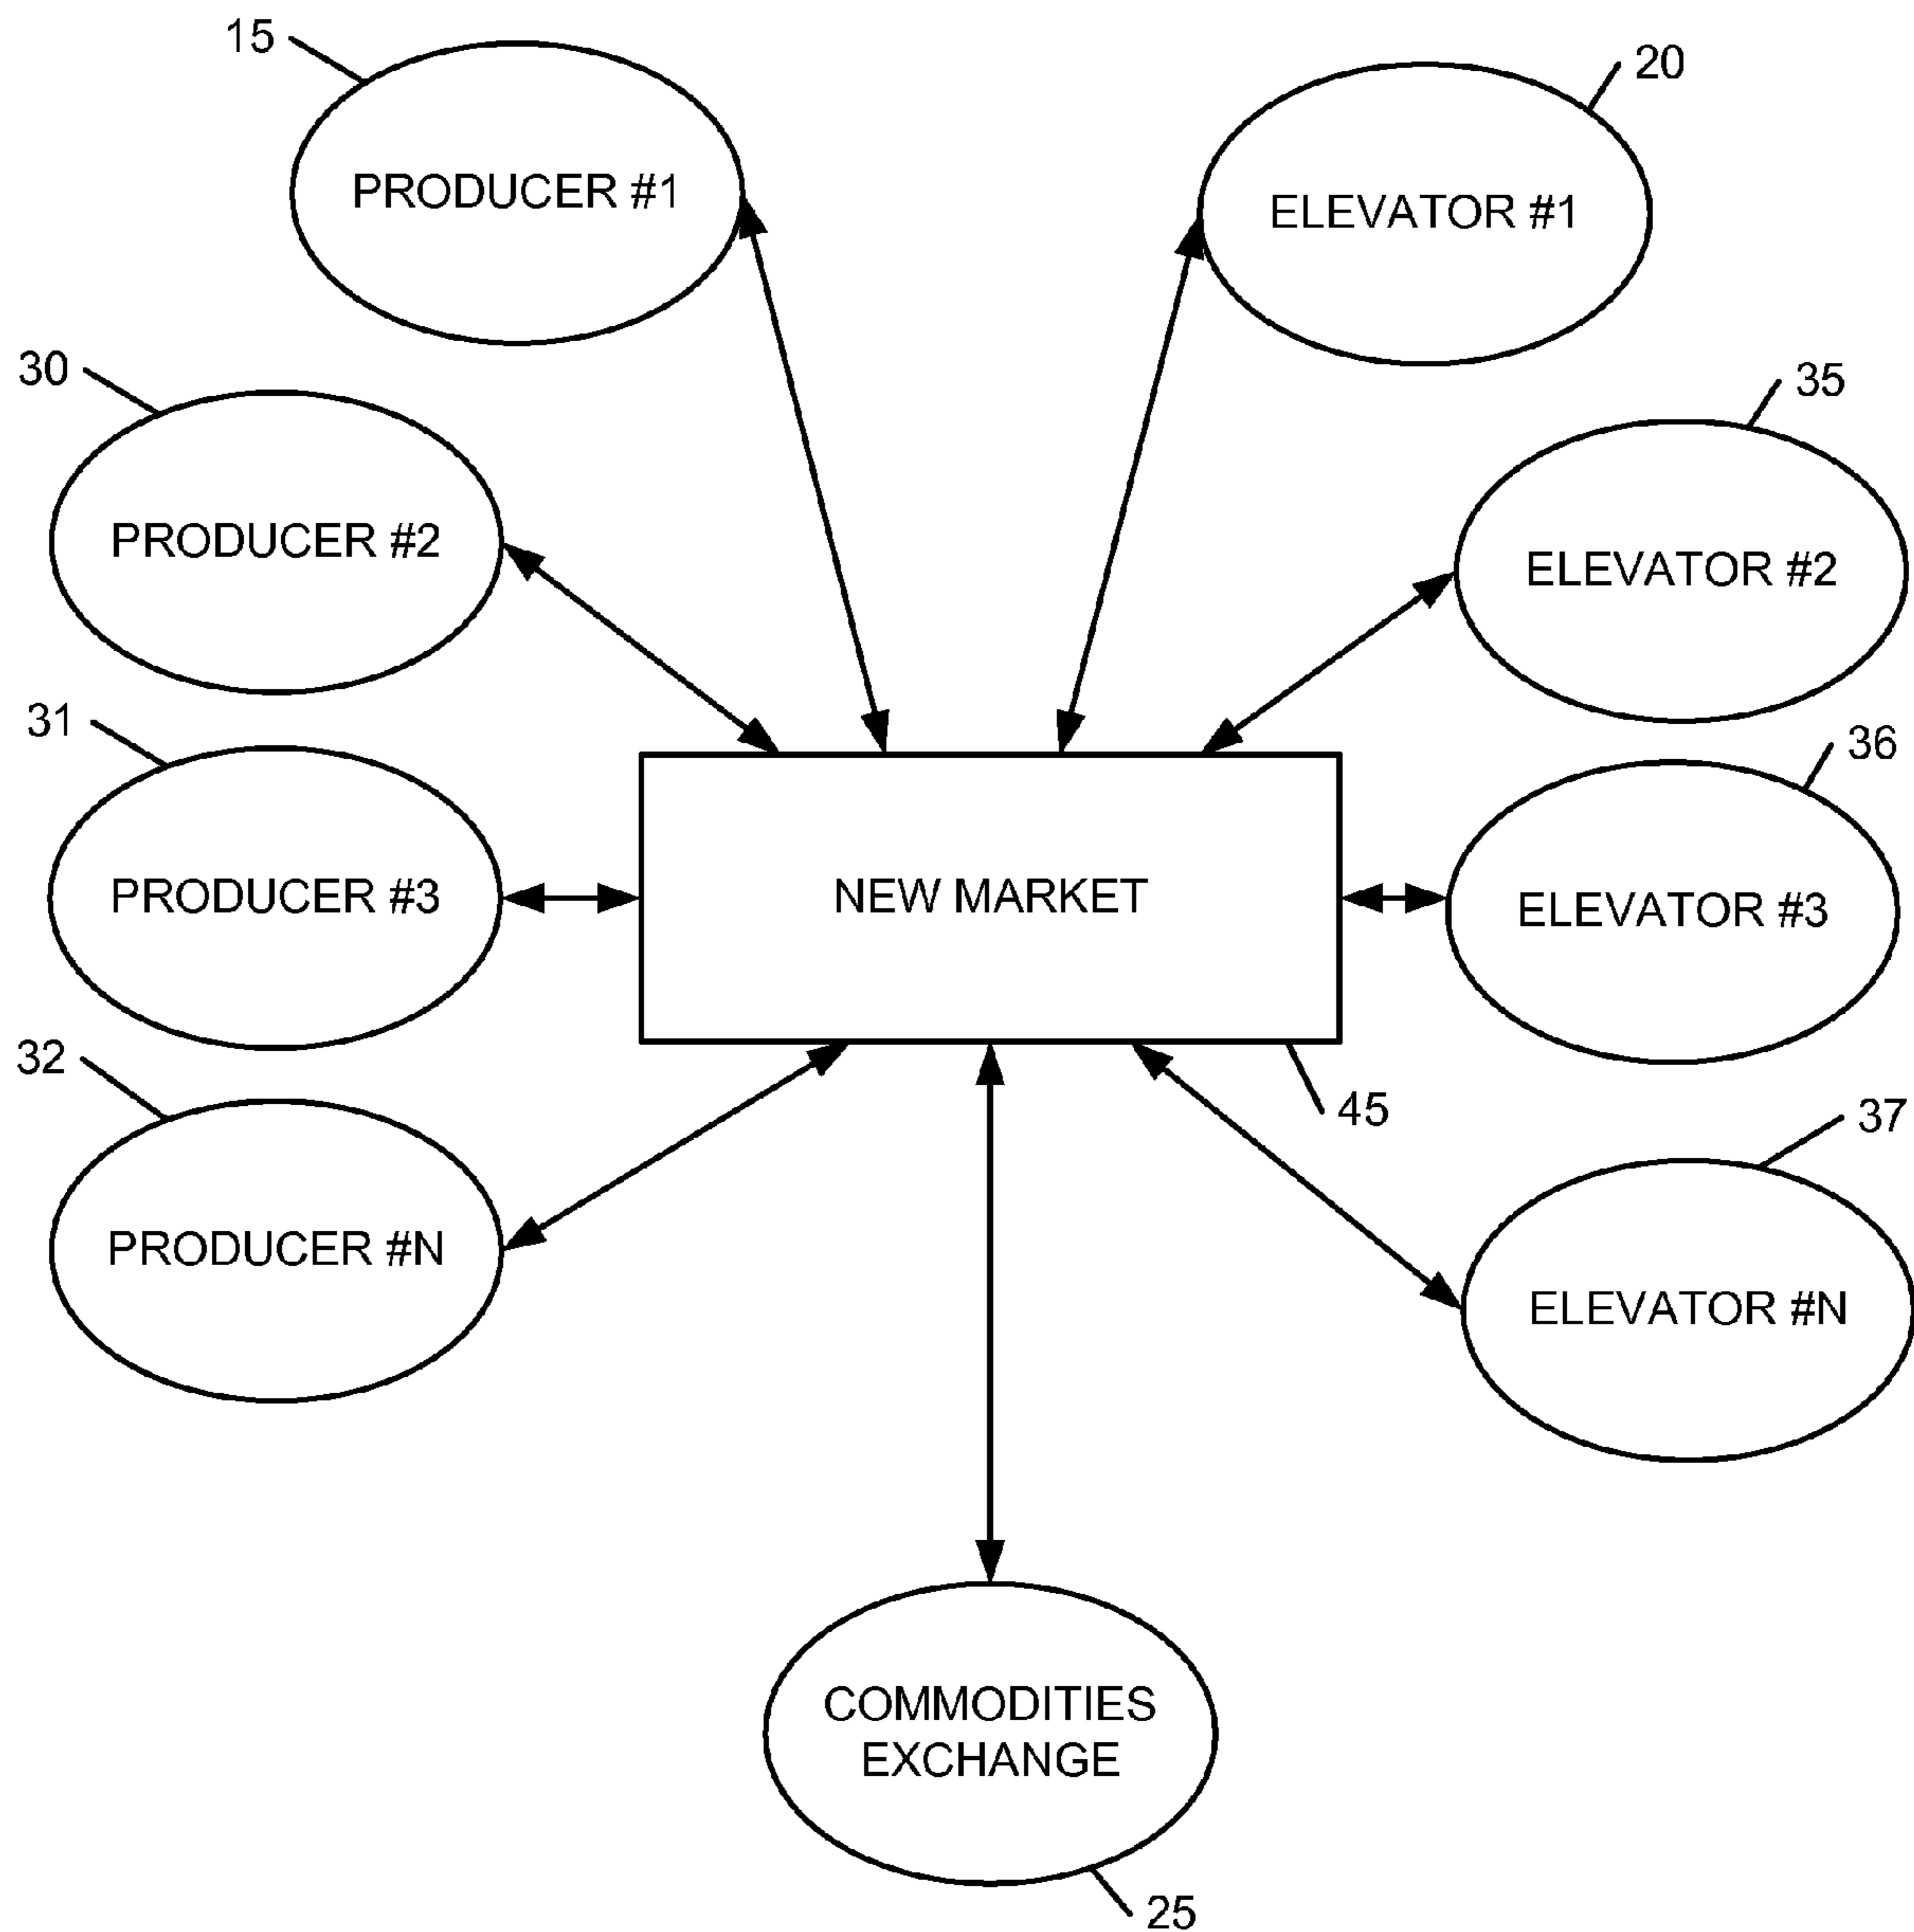 15
20
PRODUCER #1
ELEVATOR #1
30
35
PRODUCER #2
ELEVATOR #2
31
36
PRODUCER #3
NEW MARKET
ELEVATOR #3
32
45
37
PRODUCER #N
ELEVATOR #N
COMMODITIES
EXCHANGE
25